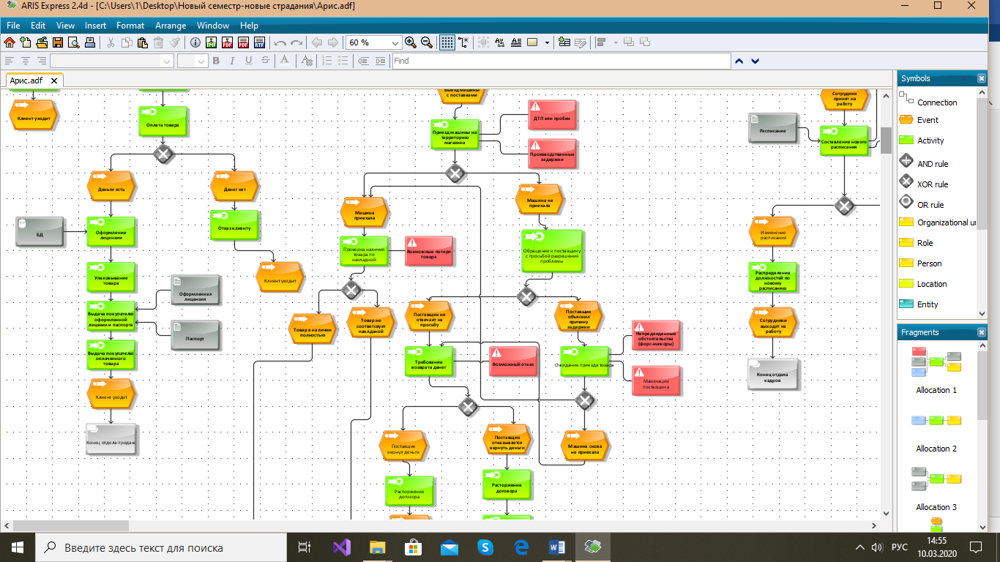 ARIS Express 2.4d - [C:\Users\1\Desktop\Новый семестр-новые страдания\Арис.adf]
File Edit View Insert Format Arrange Window Help
60 %
Find
Арис.adf
Клиент уходит
Оплата товара
Деньги есть
Денег нет
БД
Оформление
лицензии
Отказ клиенту
Упаковывание
товара
Клиент уходит
Оформленная
лицензия
Выдача покупателю
оформленной
лицезии и паспорта
Паспорт
Выдача покупателю
оплаченного
товара
Клиент уходит
Конец отдела продаж
Выезд машины
с поставками
Приезд машины на
территорию
магазина
ДТП или пробки
Производственные
задержки
Машина
приехала
Машина не
приехала
Проверка наличия
товара по
накладной
Возможные потери
товара
Обращение к поставщику
с просьбой разрешения
проблемы
Товар в наличии
полностью
Товар не
соответсвует
наклданой
Поставщик не
отвечает на
просьбу
Поставщик
объяснил
причину
задержки
Непредвиденные
обстоятельства
(форс-мажоры)
Требование
возврата денег
Возможный отказ
Ожидание приезда товара
Махинации
поставщика
Поставщик
вернул деньги
Поставщик
отказывается
вернуть деньги
Машина снова
не приехала
Расторжение
договора
Расторжение
договора
Сотрудник
принят на
работу
Расписание
Составление нового
расписания
Изменение
расписания
Распределение
должностей по
новому
расписанию
Сотрудники
выходят на
работу
Конец отдела
кадров
Symbols
Connection
Event
Activity
AND rule
XOR rule
OR rule
Organizational un
Role
Person
Location
Entity
Fragments
Allocation 1
Allocation 2
Allocation 3
Введите здесь текст для поиска
РУС
14:55
10.03.2020